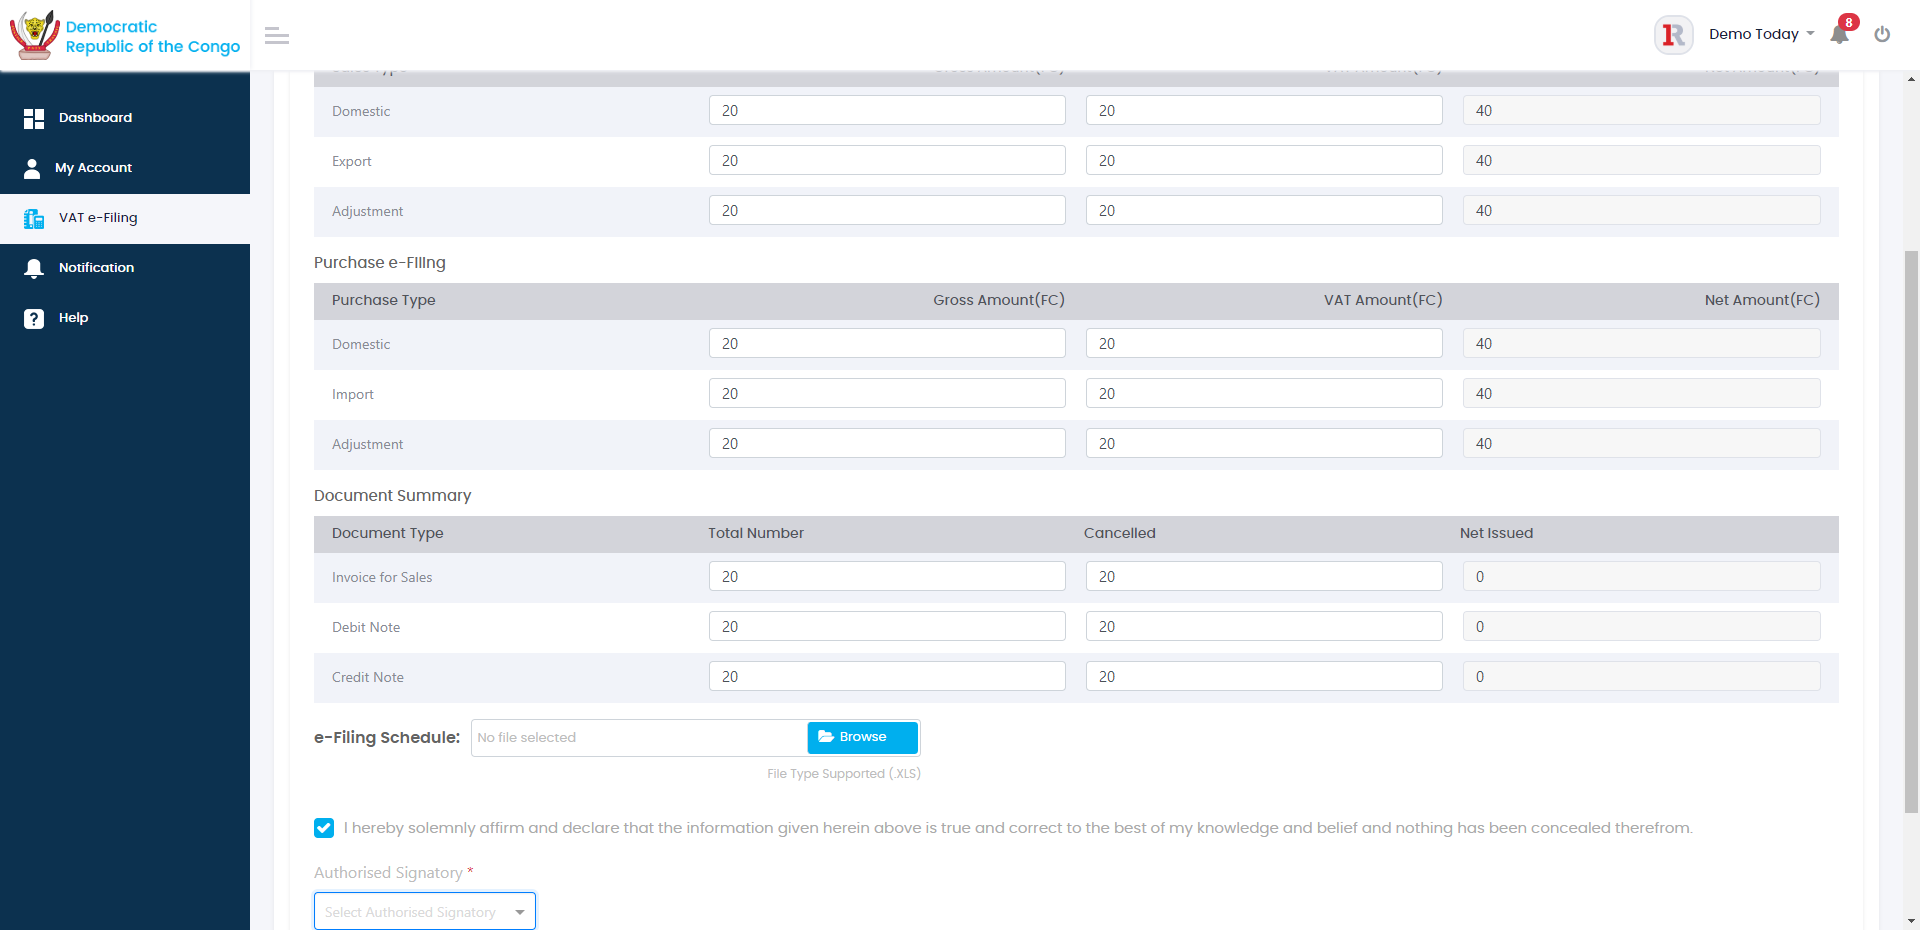 Democratic
Republic of the Congo
1R
Demo Today
8
Dashboard
My Account
VAT e-Filing
Notification
Help
Domestic 20 20 40
Export 20 20 40
Adjustment 20 20 40
Purchase e-Filing
Purchase Type Gross Amount(FC) VAT Amount(FC) Net Amount(FC)
Domestic 20 20 40
Import 20 20 40
Adjustment 20 20 40
Document Summary
Document Type Total Number Cancelled Net Issued
Invoice for Sales 20 20 0
Debit Note 20 20 0
Credit Note 20 20 0
e-Filing Schedule: No file selected Browse
File Type Supported (.XLS)
I hereby solemnly affirm and declare that the information given herein above is true and correct to the best of my knowledge and belief and nothing has been concealed therefrom.
Authorised Signatory *
Select Authorised Signatory